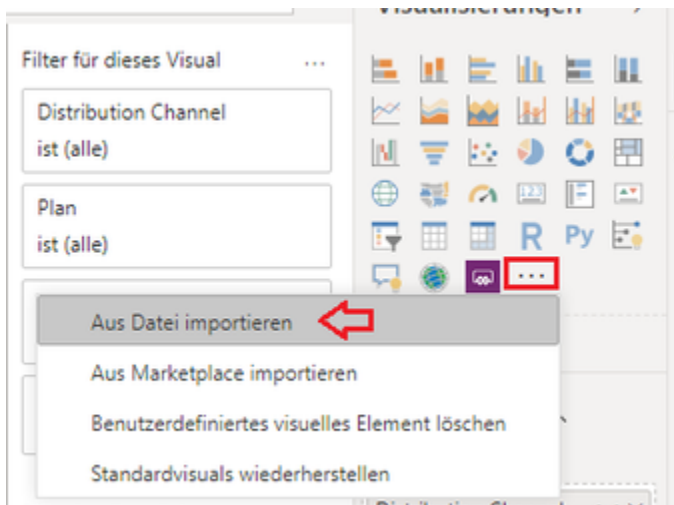 Visualisierungen
Filter für dieses Visual
...
Distribution Channel
ist (alle)
Plan
ist (alle)
123
R Py
...
Aus Datei importieren
Aus Marketplace importieren
Benutzerdefiniertes visuelles Element löschen
Standardvisuals wiederherstellen